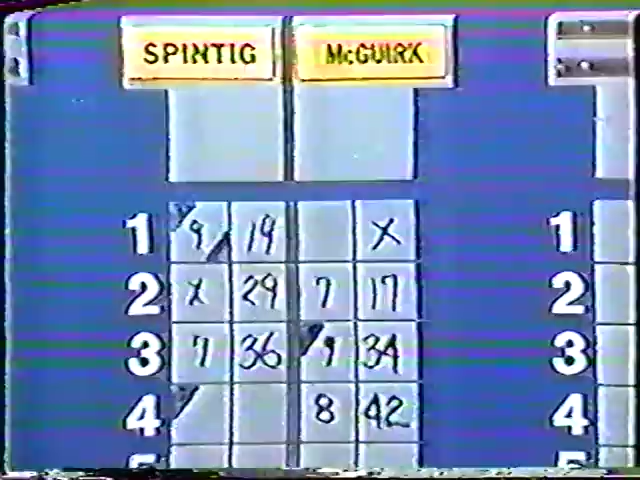 SPINTIG McGUIRK
1 9 19 X 1
2 X 29 7 17 2
3 7 36 9 34 3
4 8 42 4